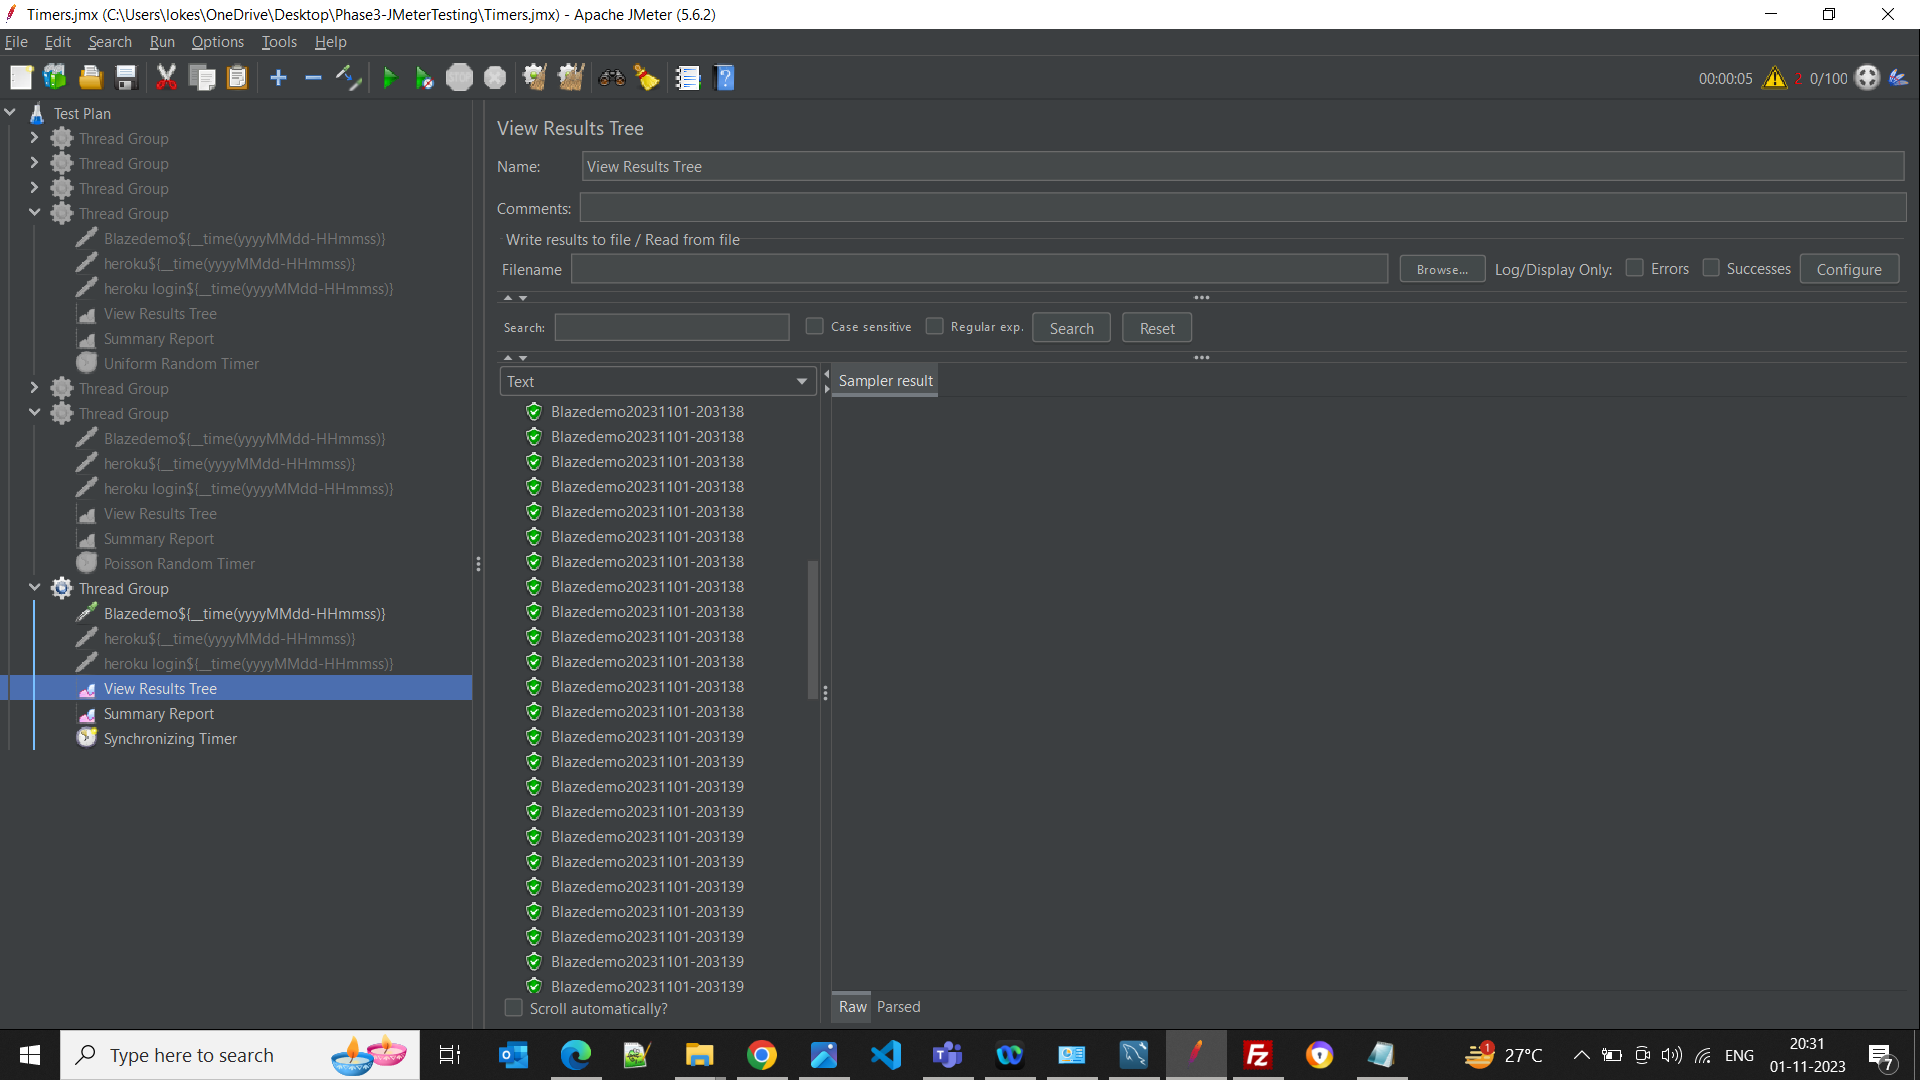 Timers.jmx (C:\Users\lokes\OneDrive\Desktop\Phase3-JMeterTesting\Timers.jmx) - Apache JMeter (5.6.2)
File Edit Search Run Options Tools Help
STOP
00:00:05 2 0/100
Test Plan
Thread Group
Thread Group
Thread Group
Thread Group
Blazedemo${__time(yyyyMMdd-HHmmss)}
heroku${__time(yyyyMMdd-HHmmss)}
heroku login${__time(yyyyMMdd-HHmmss)}
View Results Tree
Summary Report
Uniform Random Timer
Thread Group
Thread Group
Blazedemo${__time(yyyyMMdd-HHmmss)}
heroku${__time(yyyyMMdd-HHmmss)}
heroku login${__time(yyyyMMdd-HHmmss)}
View Results Tree
Summary Report
Poisson Random Timer
Thread Group
Blazedemo${__time(yyyyMMdd-HHmmss)}
heroku${__time(yyyyMMdd-HHmmss)}
heroku login${__time(yyyyMMdd-HHmmss)}
View Results Tree
Summary Report
Synchronizing Timer
View Results Tree
Name: View Results Tree
Comments:
Write results to file / Read from file
Filename Browse... Log/Display Only: Errors Successes Configure
Search: Case sensitive Regular exp. Search Reset
Text
Sampler result
Blazedemo20231101-203138
Blazedemo20231101-203138
Blazedemo20231101-203138
Blazedemo20231101-203138
Blazedemo20231101-203138
Blazedemo20231101-203138
Blazedemo20231101-203138
Blazedemo20231101-203138
Blazedemo20231101-203138
Blazedemo20231101-203138
Blazedemo20231101-203138
Blazedemo20231101-203138
Blazedemo20231101-203138
Blazedemo20231101-203139
Blazedemo20231101-203139
Blazedemo20231101-203139
Blazedemo20231101-203139
Blazedemo20231101-203139
Blazedemo20231101-203139
Blazedemo20231101-203139
Blazedemo20231101-203139
Blazedemo20231101-203139
Blazedemo20231101-203139
Blazedemo20231101-203139
Scroll automatically?
Raw Parsed
Type here to search
1 27°C ENG
20:31
01-11-2023
7